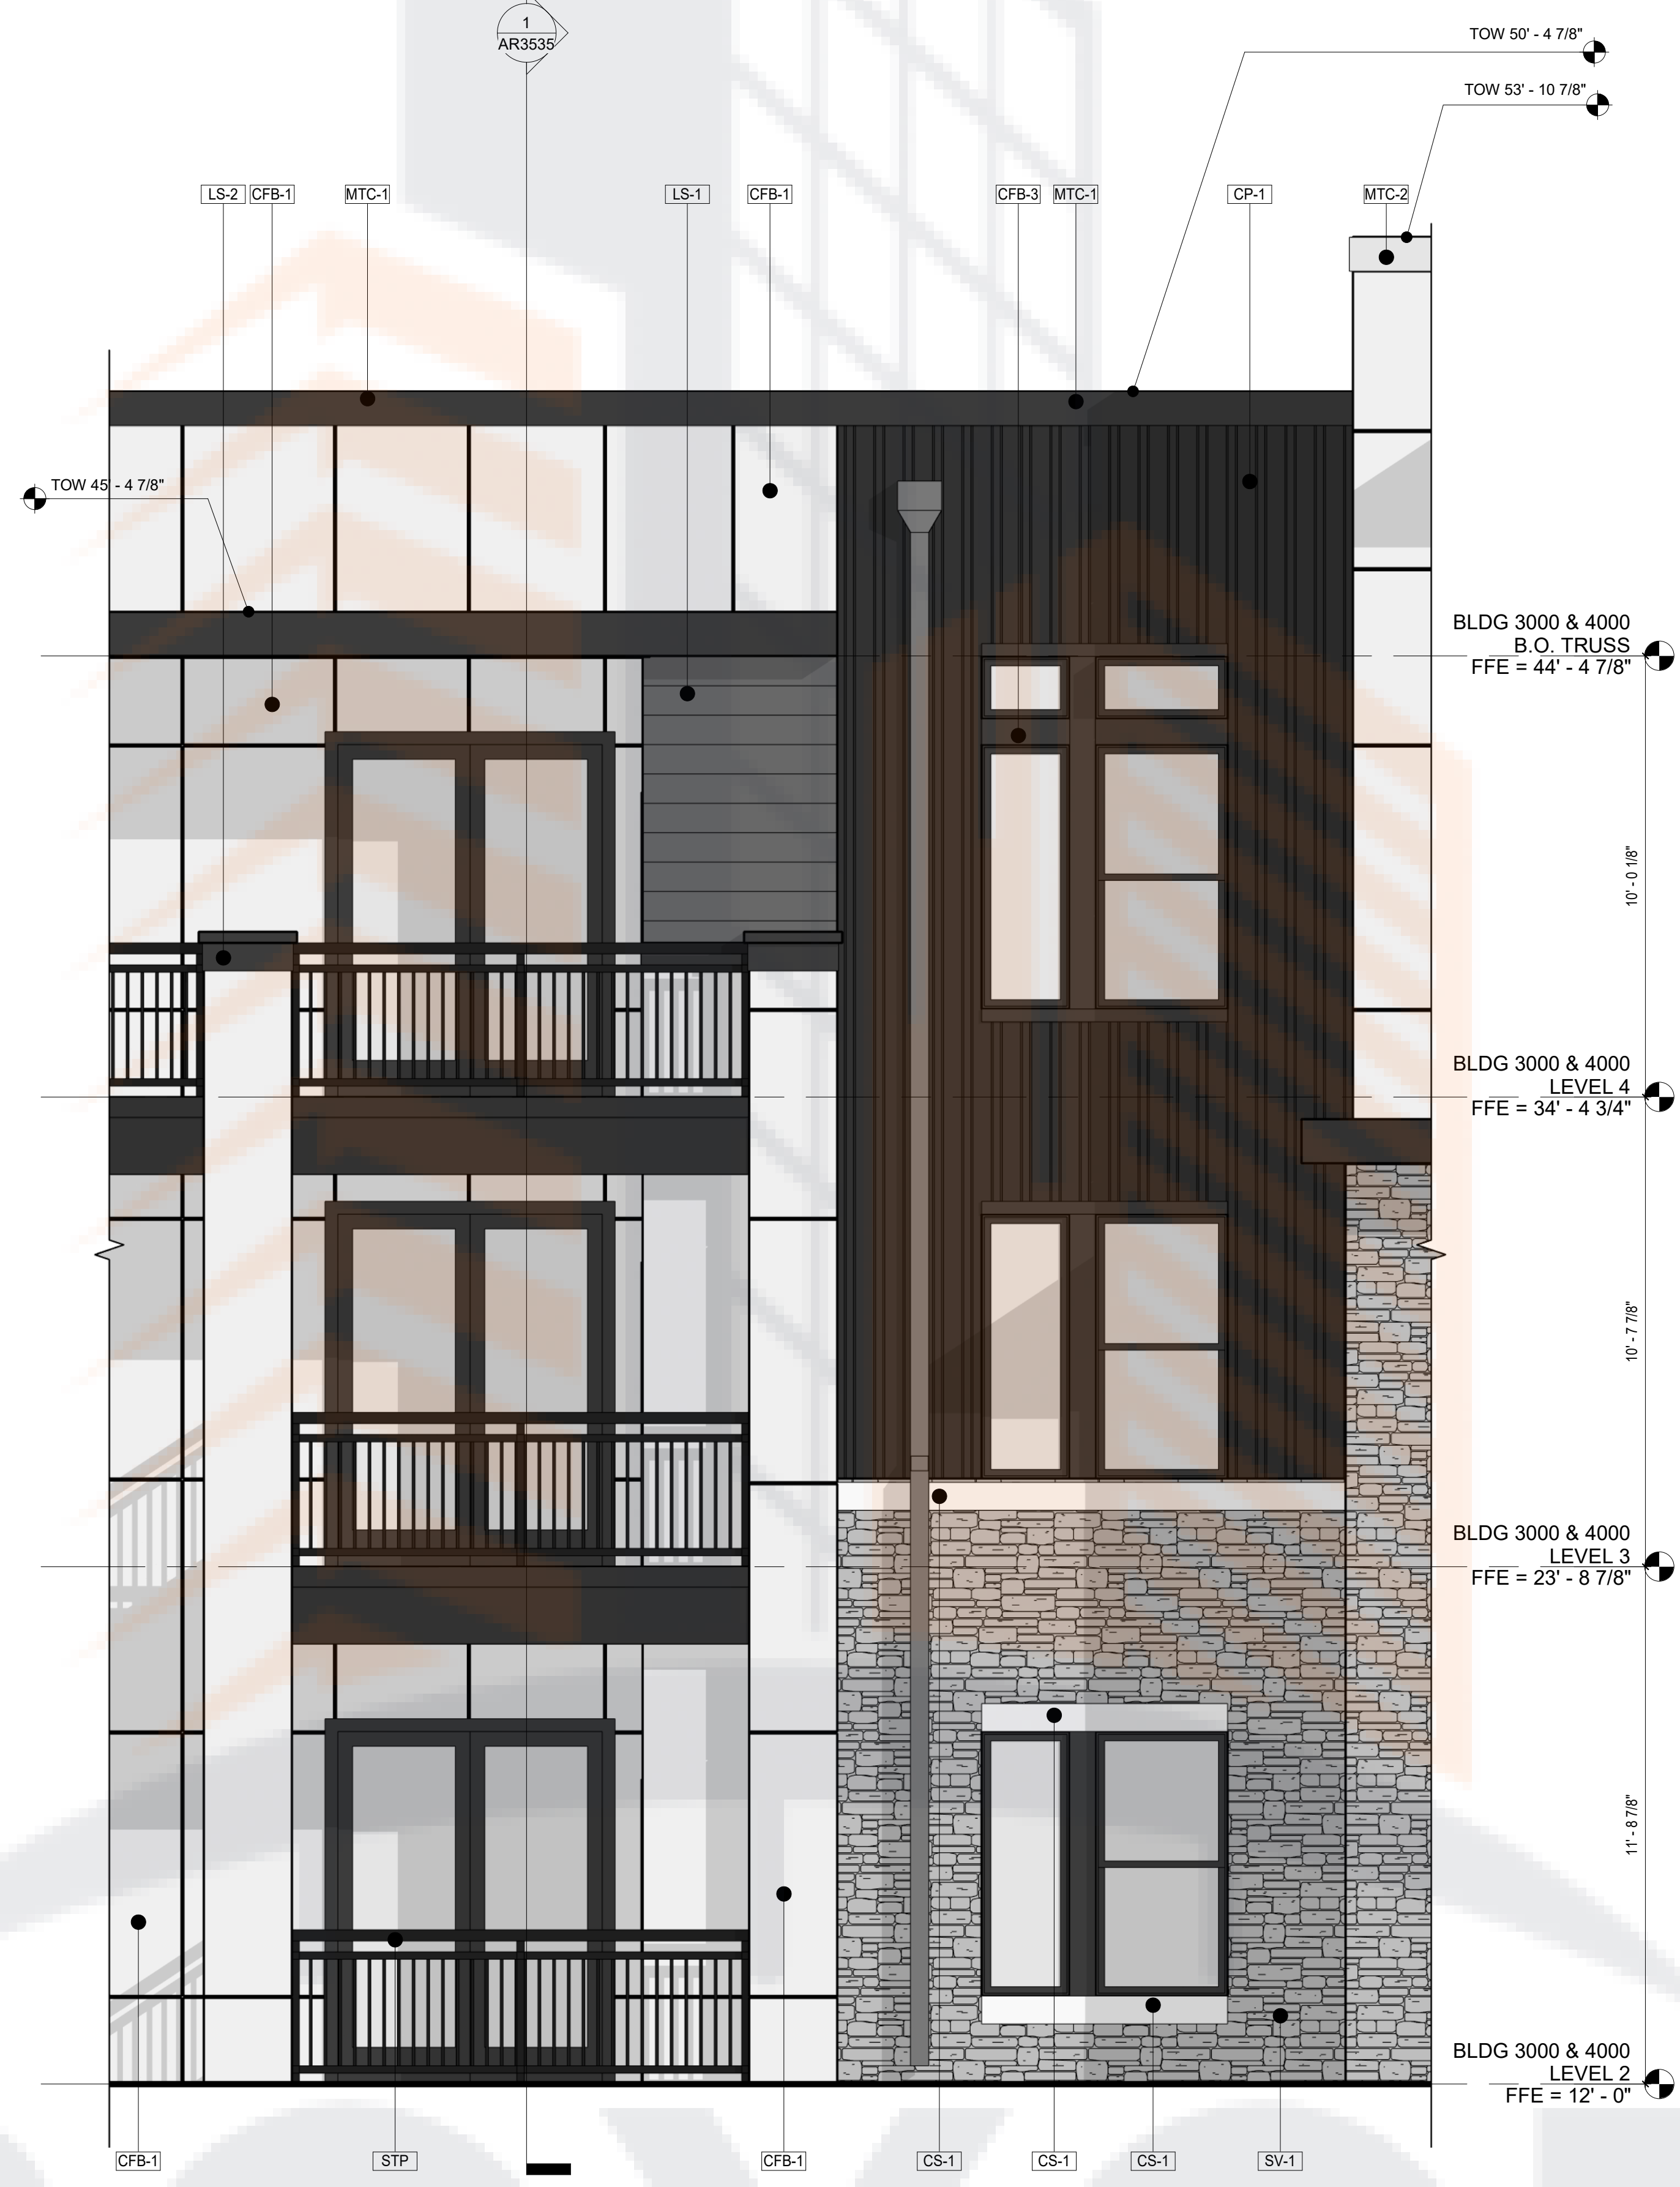 1
AR3535
TOW 50' - 4 7/8"
TOW 53' - 10 7/8"
LS-2
CFB-1
MTC-1
LS-1
CFB-1
CFB-3
MTC-1
CP-1
MTC-2
TOW 45' - 4 7/8"
BLDG 3000 & 4000
B.O. TRUSS
FFE = 44' - 4 7/8"
10' - 0 1/8"
BLDG 3000 & 4000
LEVEL 4
FFE = 34' - 4 3/4"
10' - 7 7/8"
BLDG 3000 & 4000
LEVEL 3
FFE = 23' - 8 7/8"
11' - 8 7/8"
BLDG 3000 & 4000
LEVEL 2
FFE = 12' - 0"
CFB-1
STP
CFB-1
CS-1
CS-1
CS-1
SV-1